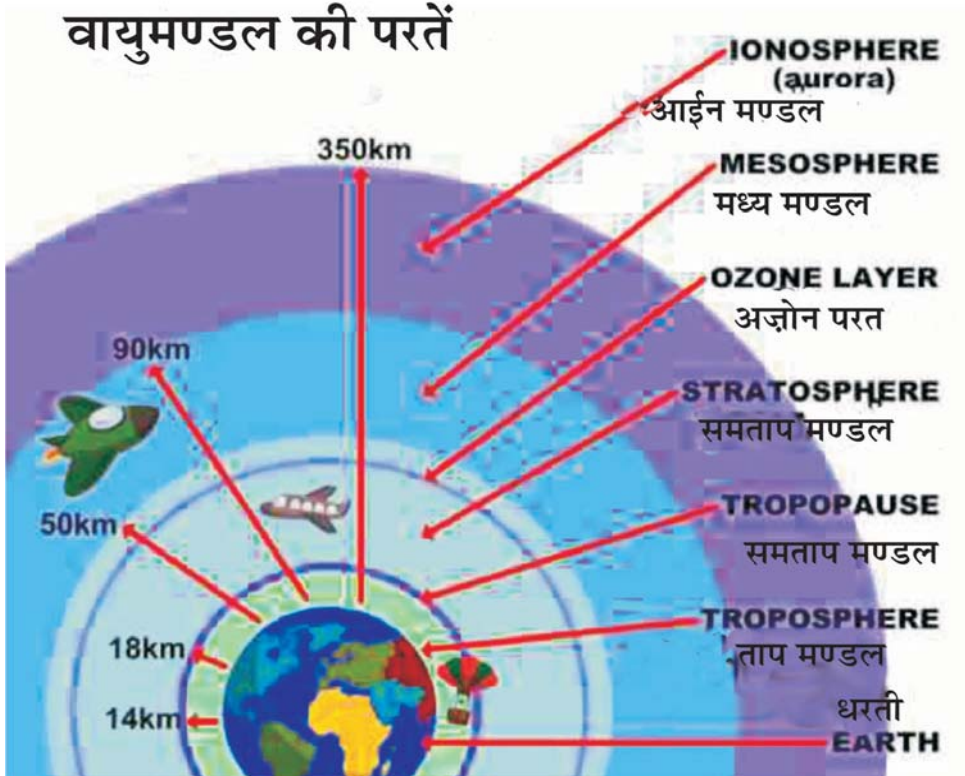 वायुमण्डल की परतें
IONOSPHERE
(aurora)
आईन मण्डल
350km
MESOSPHERE
मध्य मण्डल
OZONE LAYER
अज़ोन परत
90km
STRATOSPHERE
समताप मण्डल
50km
TROPOPAUSE
समताप मण्डल
TROPOSPHERE
ताप मण्डल
18km
14km
धरती
EARTH